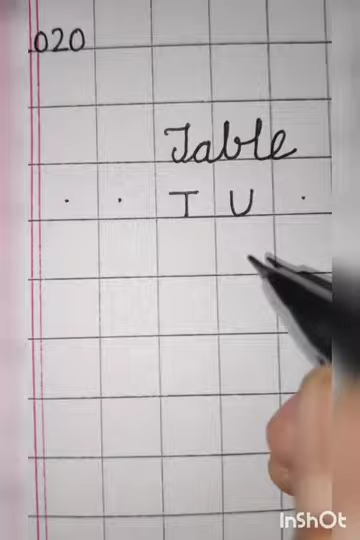 020
Table
. . T U .
InShOt